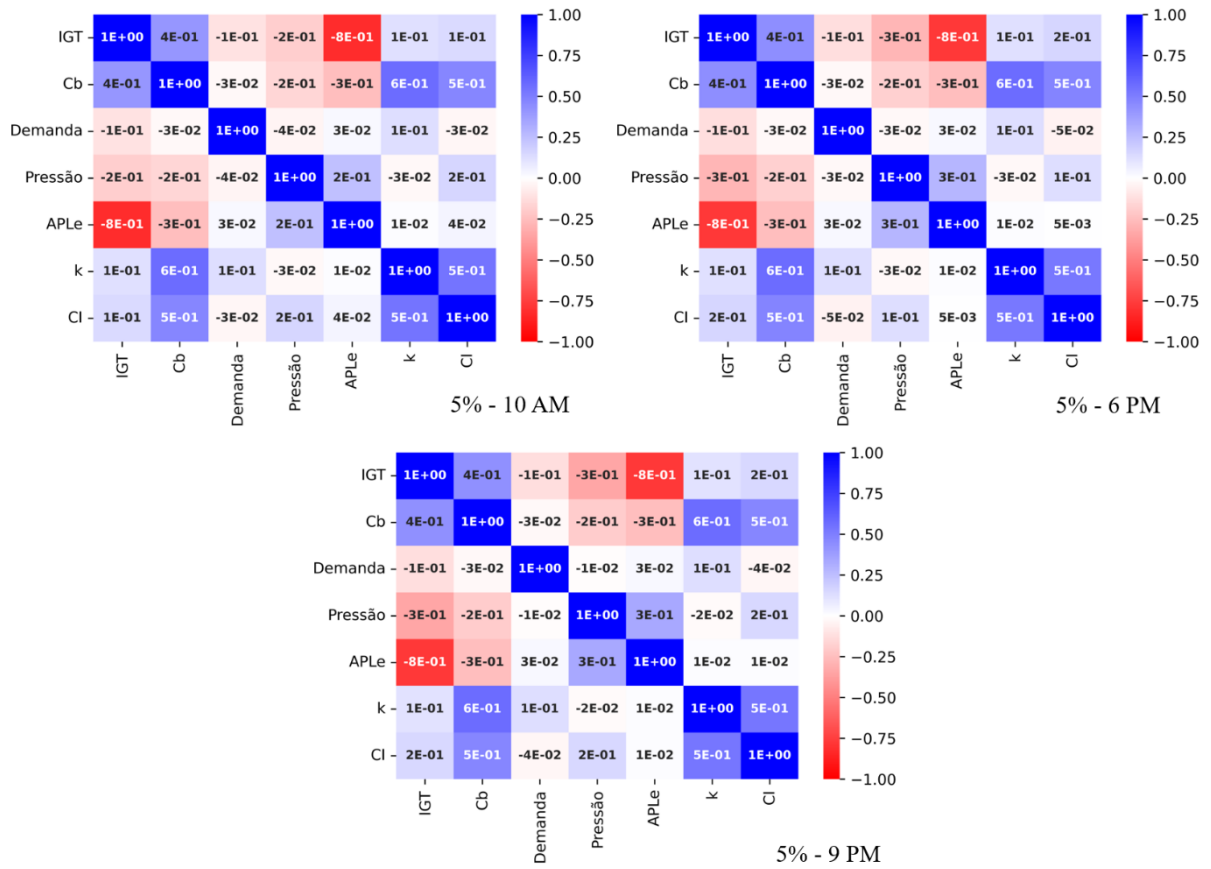 IGT 1E+00 4E-01 -1E-01 -2E-01 -8E-01 1E-01 1E-01
Cb 4E-01 1E+00 -3E-02 -2E-01 -3E-01 6E-01 5E-01
Demanda -1E-01 -3E-02 1E+00 -4E-02 3E-02 1E-01 -3E-02
Pressão -2E-01 -2E-01 -4E-02 1E+00 2E-01 -3E-02 2E-01
APLe -8E-01 -3E-01 3E-02 2E-01 1E+00 1E-02 4E-02
k 1E-01 6E-01 1E-01 -3E-02 1E-02 1E+00 5E-01
Cl 1E-01 5E-01 -3E-02 2E-01 4E-02 5E-01 1E+00
IGT Cb Demanda Pressão APLe k Cl
1.00
0.75
0.50
0.25
0.00
−0.25
−0.50
−0.75
−1.00
5% - 10 AM
IGT 1E+00 4E-01 -1E-01 -3E-01 -8E-01 1E-01 2E-01
Cb 4E-01 1E+00 -3E-02 -2E-01 -3E-01 6E-01 5E-01
Demanda -1E-01 -3E-02 1E+00 -3E-02 3E-02 1E-01 -5E-02
Pressão -3E-01 -2E-01 -3E-02 1E+00 3E-01 -3E-02 1E-01
APLe -8E-01 -3E-01 3E-02 3E-01 1E+00 1E-02 5E-03
k 1E-01 6E-01 1E-01 -3E-02 1E-02 1E+00 5E-01
Cl 2E-01 5E-01 -5E-02 1E-01 5E-03 5E-01 1E+00
IGT Cb Demanda Pressão APLe k Cl
1.00
0.75
0.50
0.25
0.00
−0.25
−0.50
−0.75
−1.00
5% - 6 PM
IGT 1E+00 4E-01 -1E-01 -3E-01 -8E-01 1E-01 2E-01
Cb 4E-01 1E+00 -3E-02 -2E-01 -3E-01 6E-01 5E-01
Demanda -1E-01 -3E-02 1E+00 -1E-02 3E-02 1E-01 -4E-02
Pressão -3E-01 -2E-01 -1E-02 1E+00 3E-01 -2E-02 2E-01
APLe -8E-01 -3E-01 3E-02 3E-01 1E+00 1E-02 1E-02
k 1E-01 6E-01 1E-01 -2E-02 1E-02 1E+00 5E-01
Cl 2E-01 5E-01 -4E-02 2E-01 1E-02 5E-01 1E+00
IGT Cb Demanda Pressão APLe k Cl
1.00
0.75
0.50
0.25
0.00
−0.25
−0.50
−0.75
−1.00
5% - 9 PM